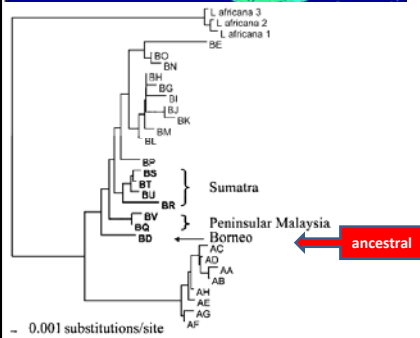 L africana 3
L africana 2
L africana 1
BE
BO
BN
BH
BG
BI
BJ
BK
BM
BL
BP
BS
BT
Sumatra
BU
BR
BV
Peninsular Malaysia
BQ
BD
Borneo
ancestral
AC
AD
AA
AB
AH
AE
AG
AF
0.001 substitutions/site